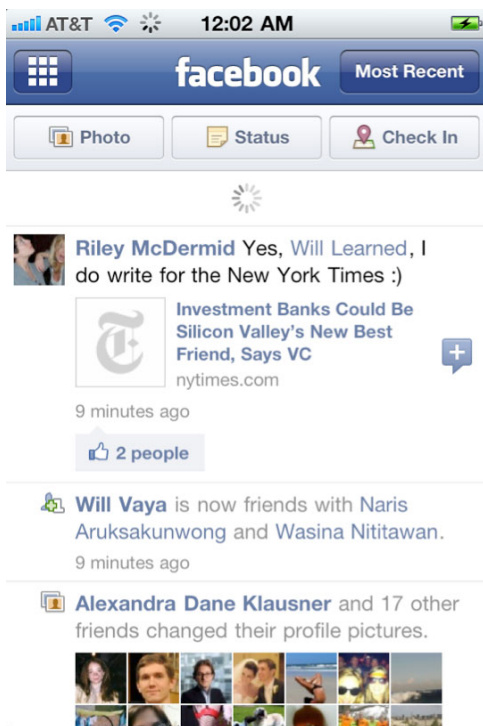 AT&T 12:02 AM
facebook Most Recent
Photo Status Check In
Riley McDermid Yes, Will Learned, I
do write for the New York Times :)
Investment Banks Could Be
Silicon Valley's New Best
Friend, Says VC
nytimes.com
9 minutes ago
2 people
Will Vaya is now friends with Naris
Aruksakunwong and Wasina Nititawan.
9 minutes ago
Alexandra Dane Klausner and 17 other
friends changed their profile pictures.